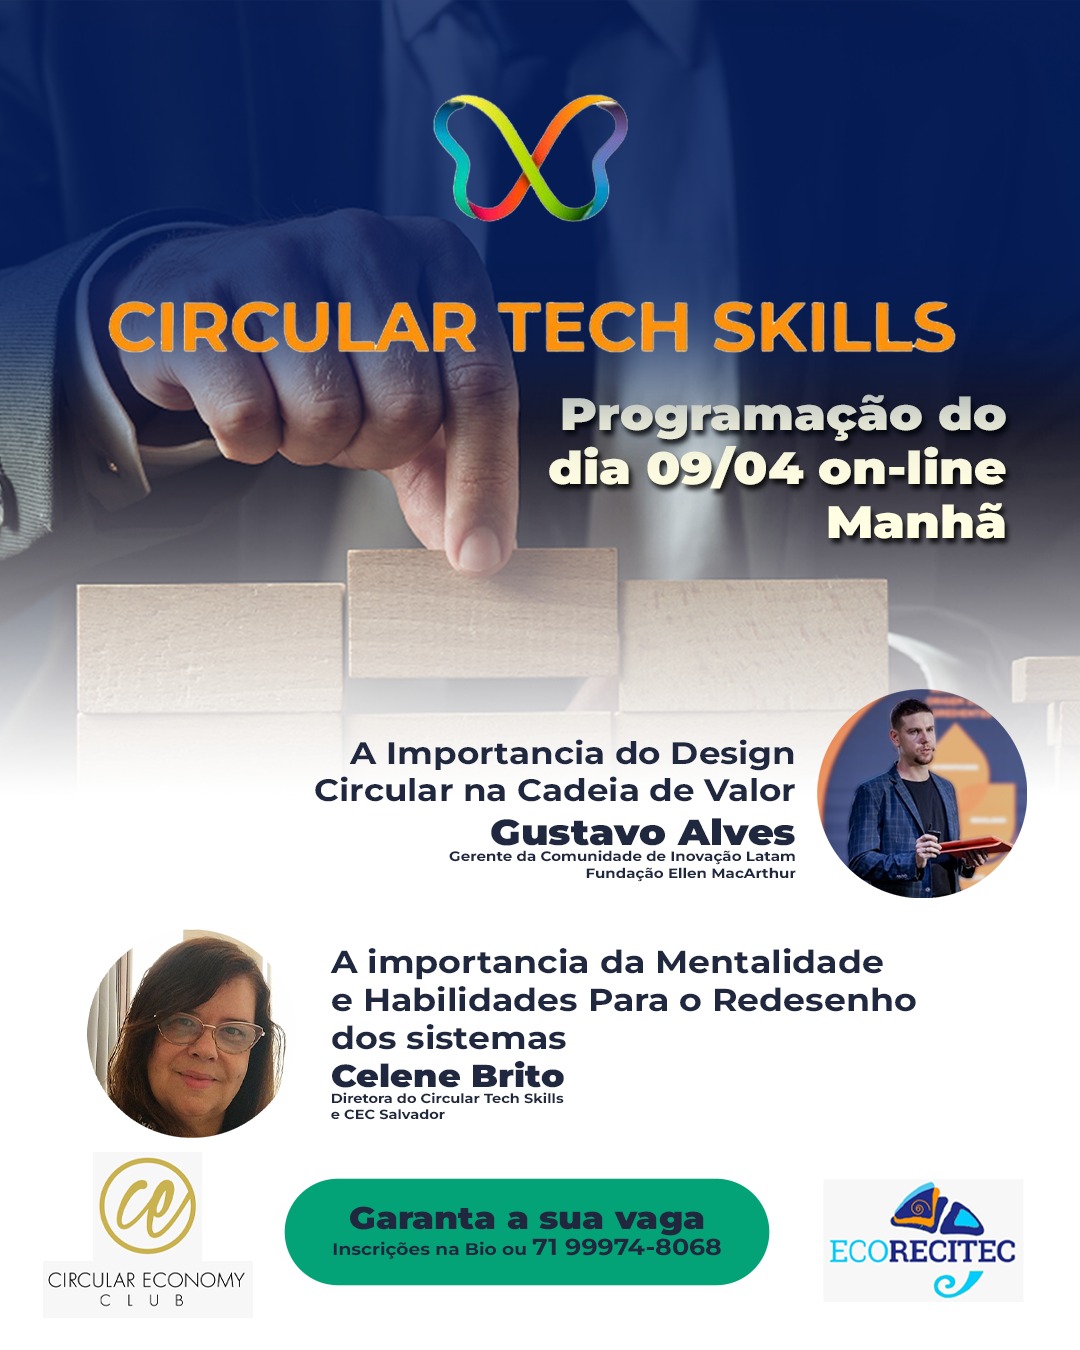 CIRCULAR TECH SKILLS
Programação do
dia 09/04 on-line
Manhã
A Importancia do Design
Circular na Cadeia de Valor
Gustavo Alves
Gerente da Comunidade de Inovação Latam
Fundação Ellen MacArthur
A importancia da Mentalidade
e Habilidades Para o Redesenho
dos sistemas
Celene Brito
Diretora do Circular Tech Skills
e CEC Salvador
ce
CIRCULAR ECONOMY
CLUB
Garanta a sua vaga
Inscrições na Bio ou 71 99974-8068
ECORECITEC